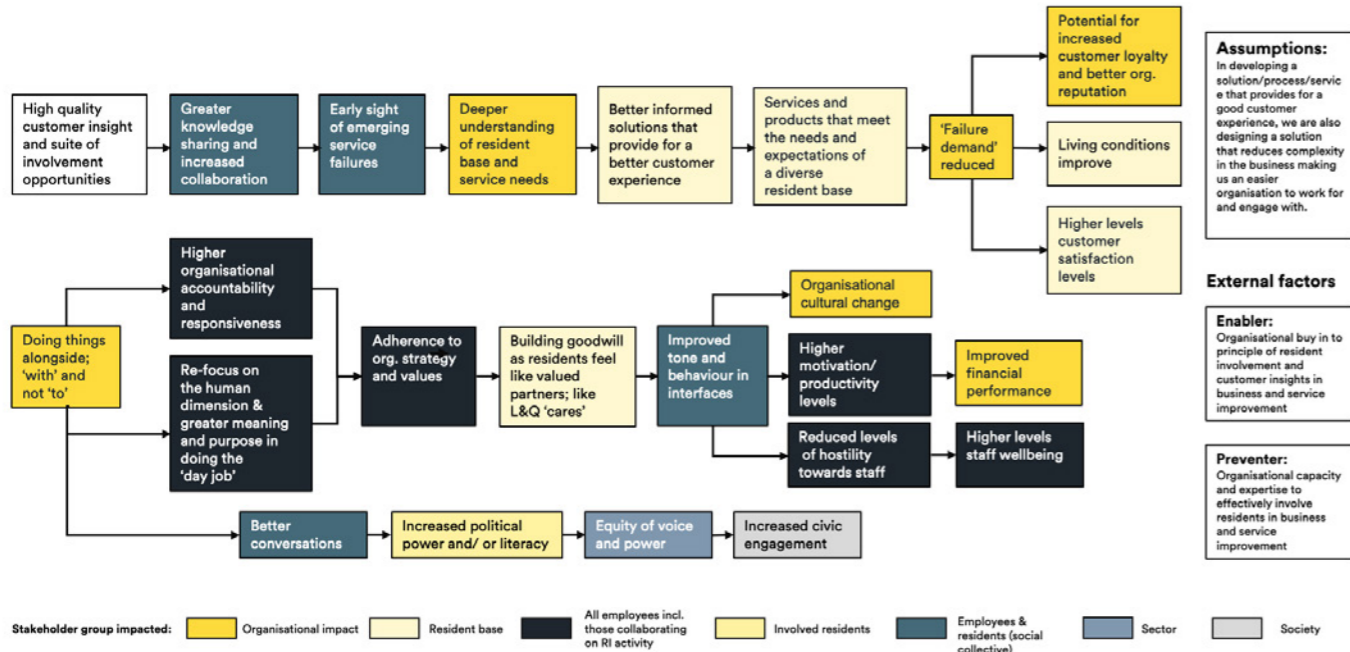 High quality
customer insight
and suite of
involvement
opportunities
Greater
knowledge
sharing and
increased
collaboration
Early sight
of emerging
service
failures
Deeper
understanding
of resident
base and
service needs
Better informed
solutions that
provide for a
better customer
experience
Services and
products that meet
the needs and
expectations of
a diverse
resident base
‘Failure
demand’
reduced
Potential for
increased
customer loyalty
and better org.
reputation
Living conditions
improve
Higher levels
customer
satisfaction
levels
Assumptions:
In developing a
solution/process/servic
e that provides for a
good customer
experience, we are also
designing a solution
that reduces complexity
in the business making
us an easier
organisation to work for
and engage with.
Doing things
alongside;
‘with’ and
not ‘to’
Higher
organisational
accountability
and
responsiveness
Re-focus on
the human
dimension &
greater meaning
and purpose in
doing the
‘day job’
Adherence to
org. strategy
and values
Building goodwill
as residents feel
like valued
partners; like
L&Q ‘cares’
Improved
tone and
behaviour in
interfaces
Organisational
cultural change
Higher
motivation/
productivity
levels
Improved
financial
performance
Reduced levels
of hostility
towards staff
Higher levels
staff wellbeing
Better
conversations
Increased political
power and/ or literacy
Equity of voice
and power
Increased civic
engagement
External factors
Enabler:
Organisational buy in to
principle of resident
involvement and
customer insights in
business and service
improvement
Preventer:
Organisational capacity
and expertise to
effectively involve
residents in business
and service
improvement
Stakeholder group impacted:
Organisational impact
Resident base
All employees incl.
those collaborating
on RI activity
Involved residents
Employees &
residents (social
collective)
Sector
Society